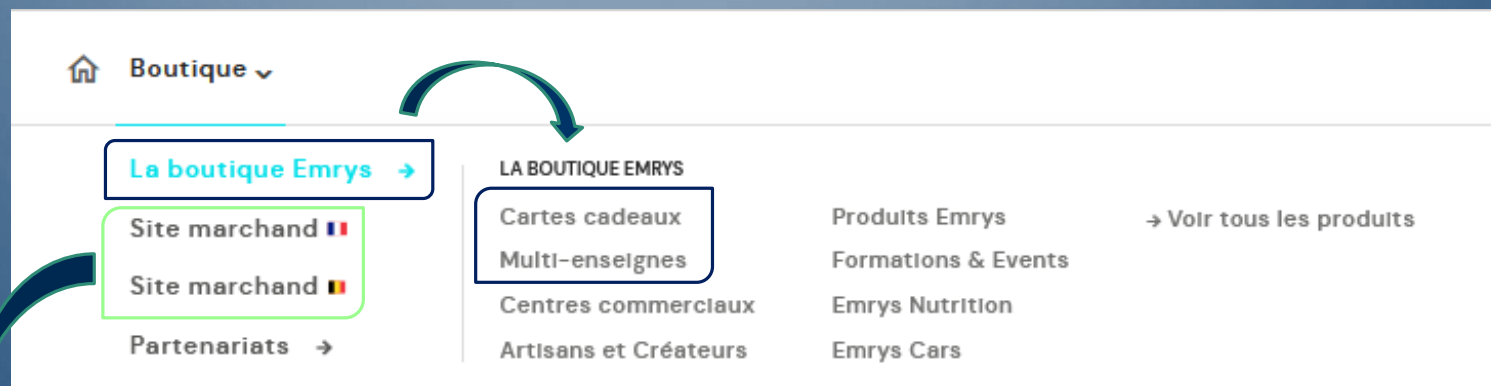 Boutique
La boutique Emrys →
Site marchand
Site marchand
Partenariats →
LA BOUTIQUE EMRYS
Cartes cadeaux
Multi-enseignes
Centres commerciaux
Artisans et Créateurs
Produits Emrys
Formations & Events
Emrys Nutrition
Emrys Cars
→ Voir tous les produits